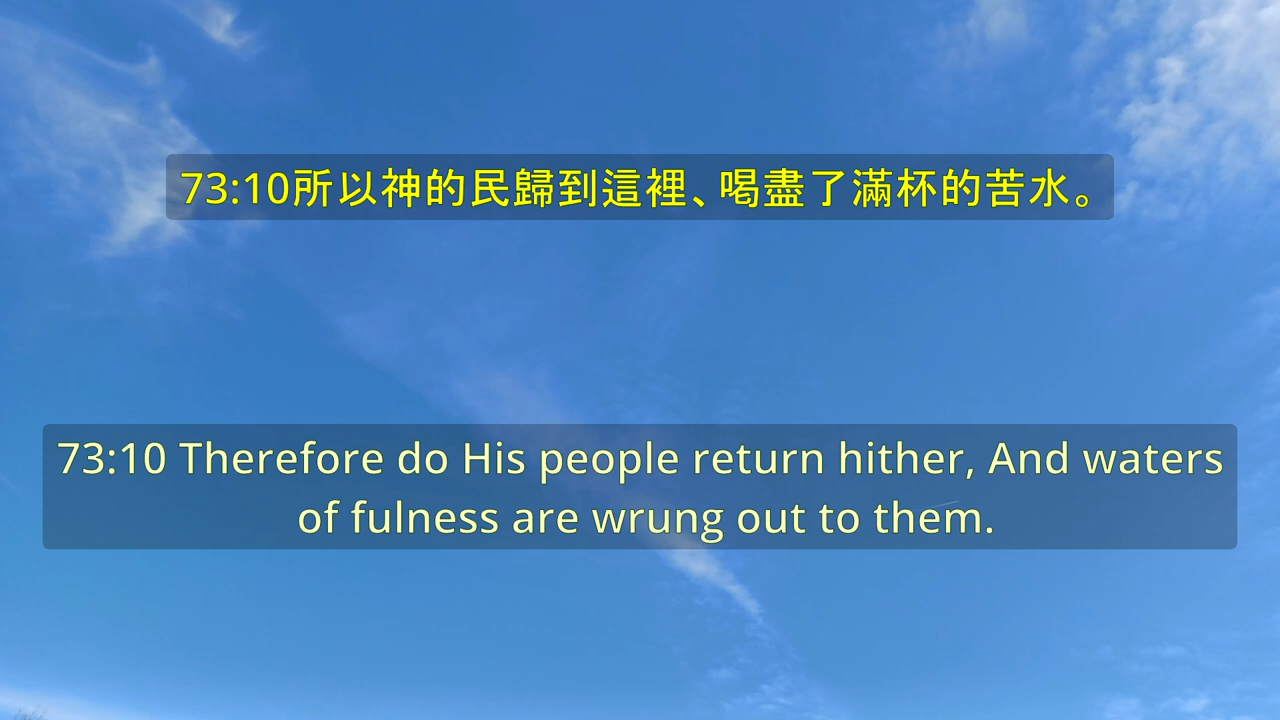 73:10所以神的民歸到這裡、喝盡了滿杯的苦水。
73:10 Therefore do His people return hither, And waters
of fulness are wrung out to them.